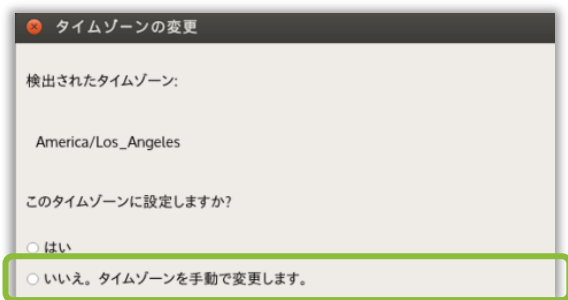 タイムゾーンの変更
検出されたタイムゾーン:
America/Los_Angeles
このタイムゾーンに設定しますか?
はい
いいえ。タイムゾーンを手動で変更します。